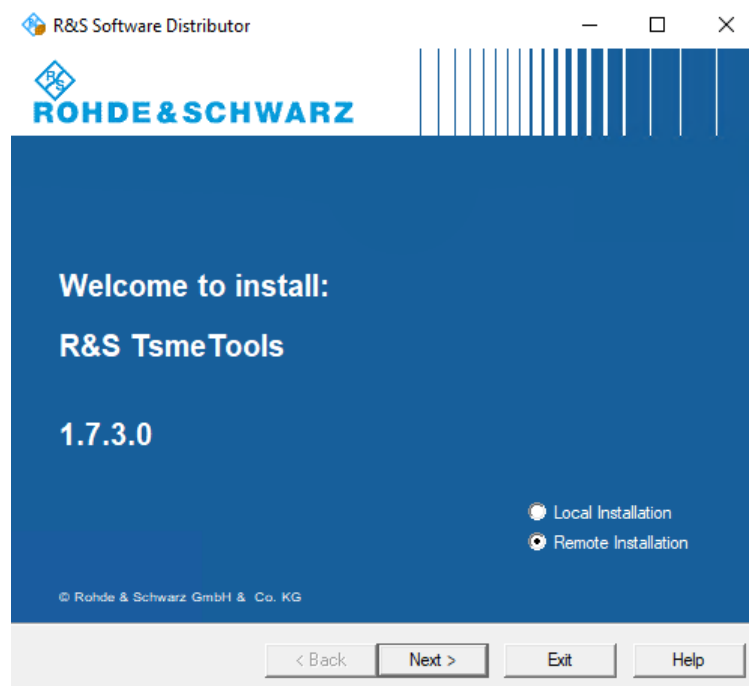 R&S Software Distributor
R&S
ROHDE&SCHWARZ
Welcome to install:
R&S TsmeTools
1.7.3.0
Local Installation
Remote Installation
© Rohde & Schwarz GmbH & Co. KG
< Back Next > Exit Help